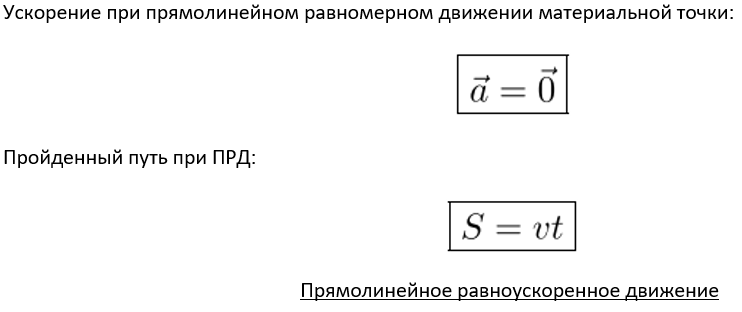 Ускорение при прямолинейном равномерном движении материальной точки:
$\vec{a} = \vec{0}$
Пройденный путь при ПРД:
$S = vt$
Прямолинейное равноускоренное движение